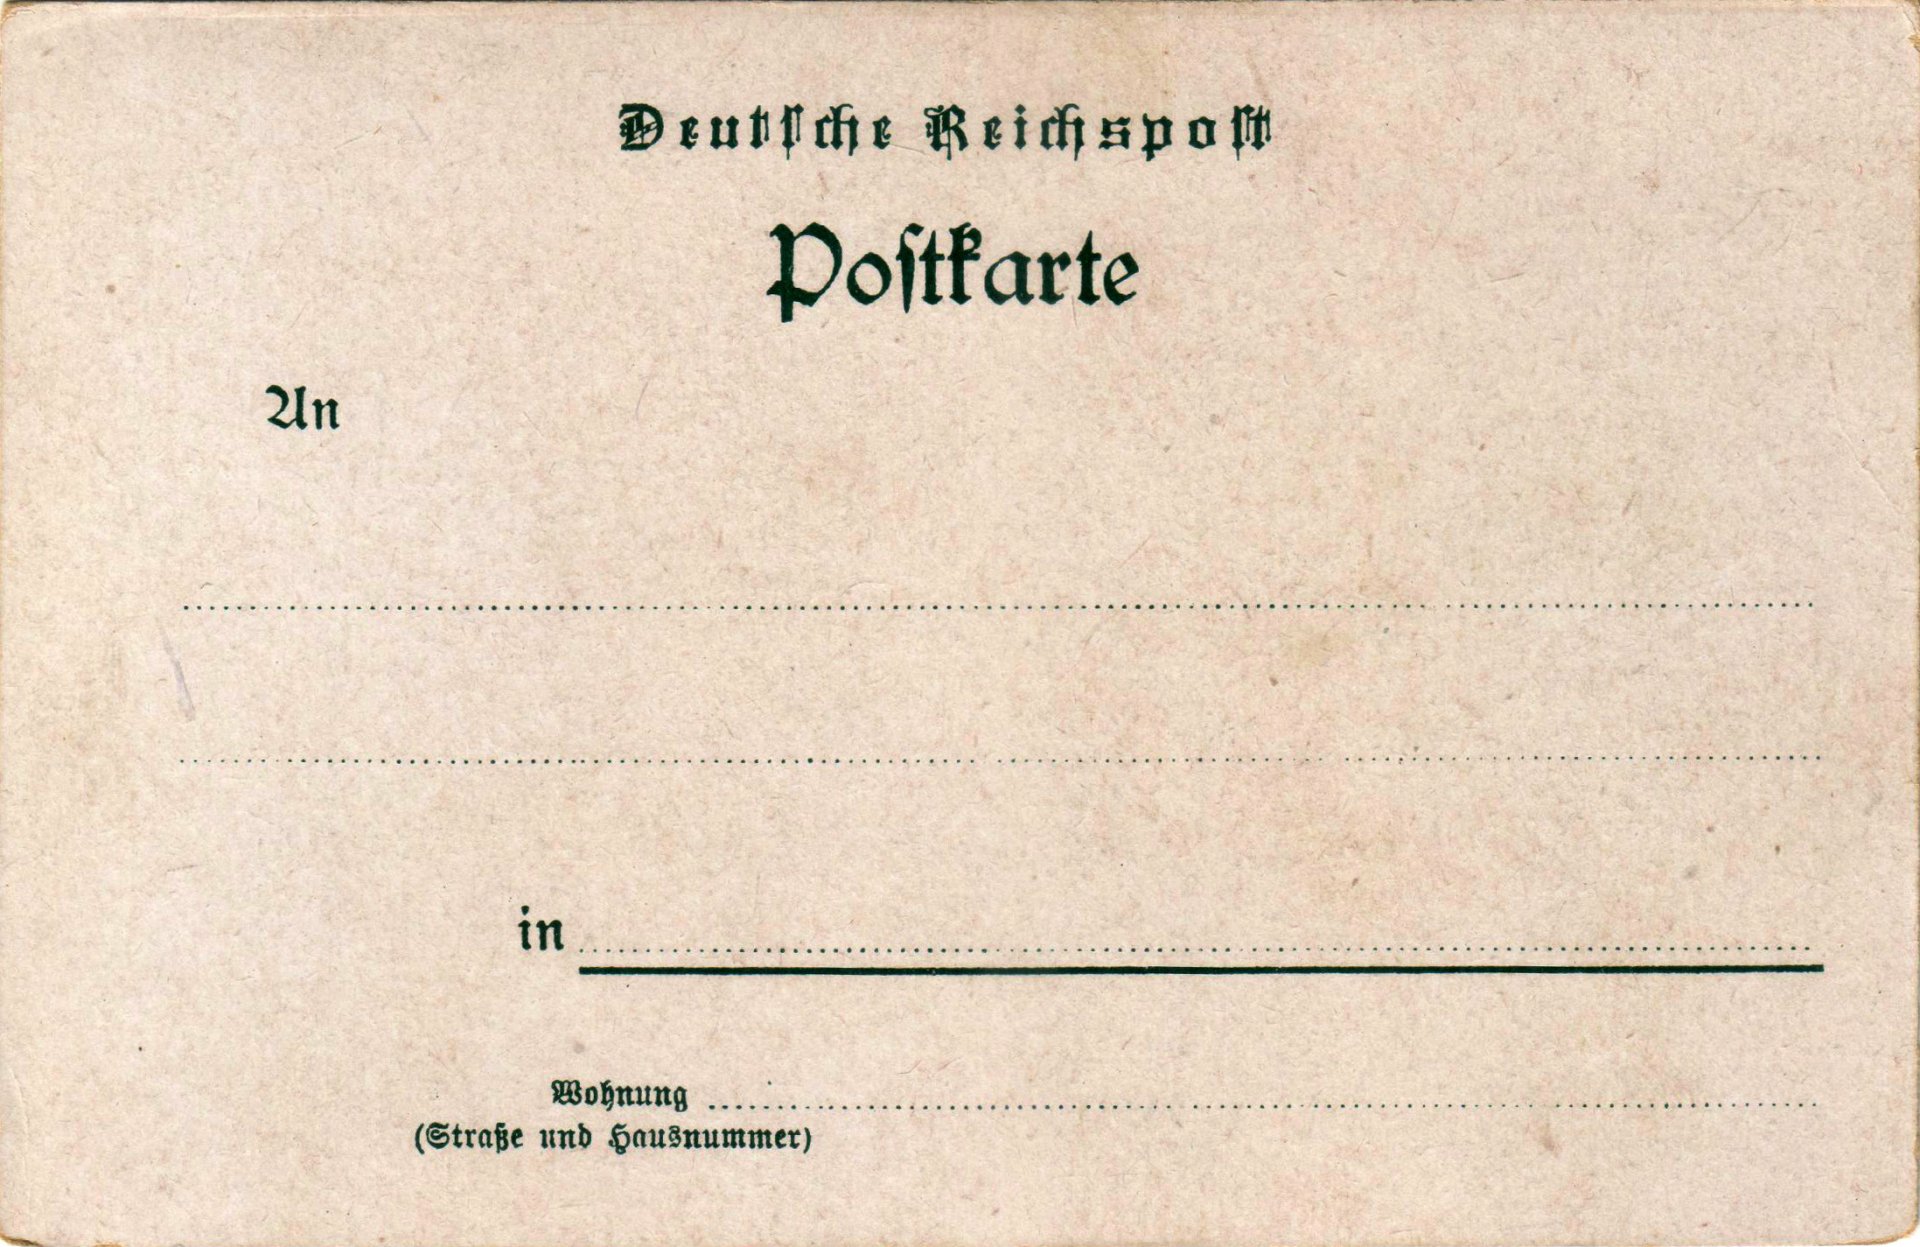 Deutſche Reichspoſt
Poſtkarte
An
in
Wohnung
(Straße und Hausnummer)